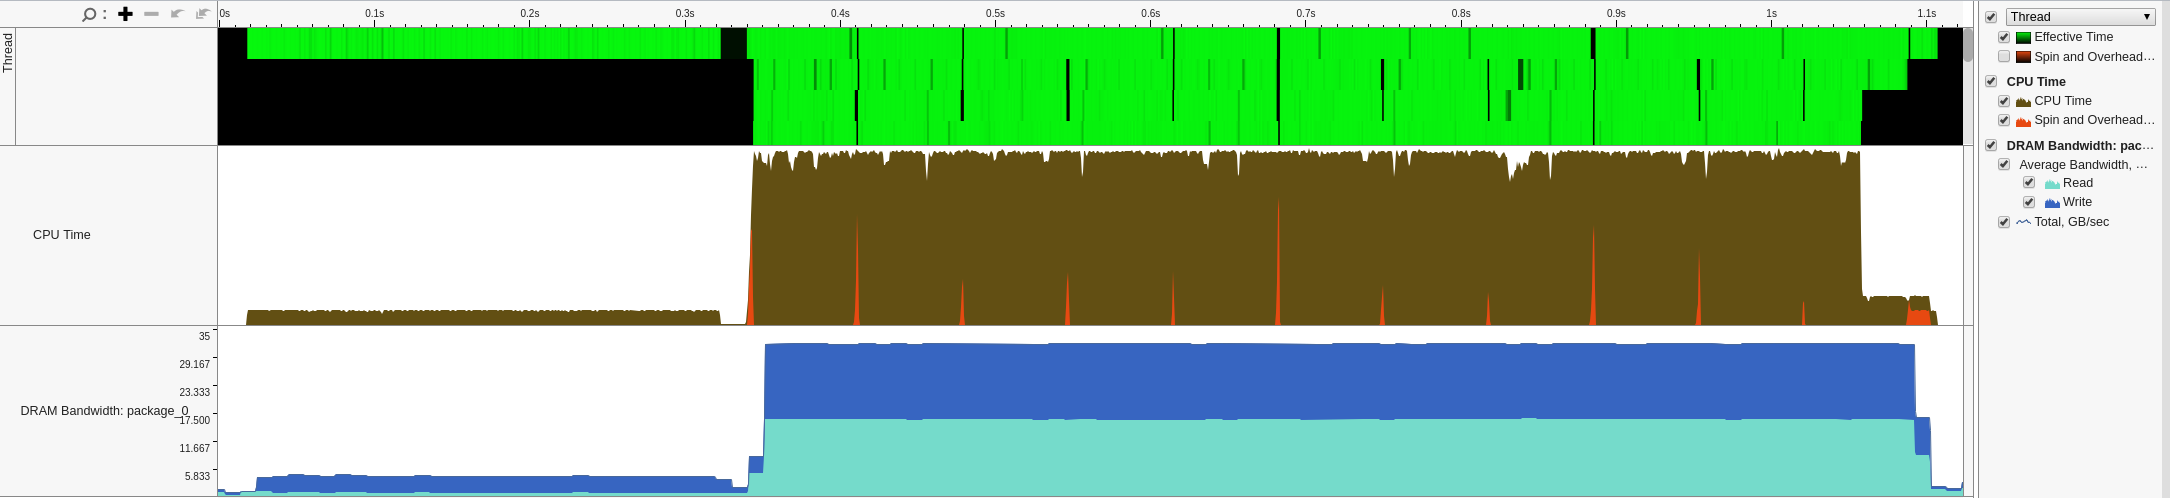 0s 0.1s 0.2s 0.3s 0.4s 0.5s 0.6s 0.7s 0.8s 0.9s 1s 1.1s
Thread
CPU Time
35
29.167
23.333
DRAM Bandwidth: package_0
17.500
11.667
5.833
Thread
Effective Time
Spin and Overhead...
CPU Time
CPU Time
Spin and Overhead...
DRAM Bandwidth: pac...
Average Bandwidth, ...
Read
Write
Total, GB/sec